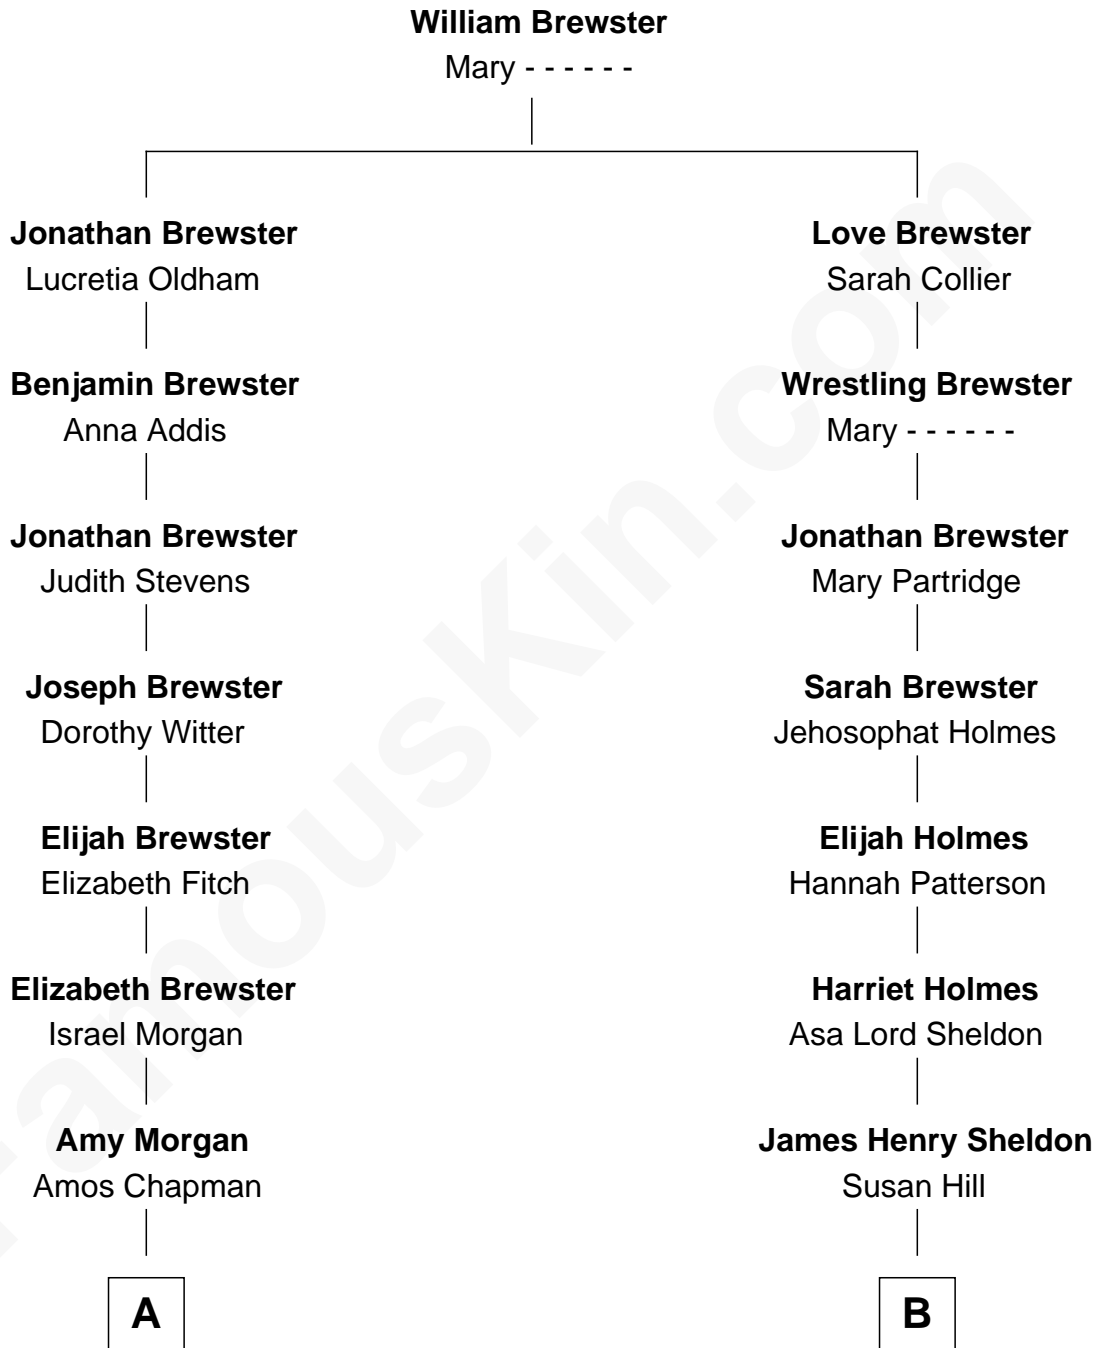 William Brewster
Mary - - - - - -
Jonathan Brewster
Lucretia Oldham
Benjamin Brewster
Anna Addis
Jonathan Brewster
Judith Stevens
Joseph Brewster
Dorothy Witter
Elijah Brewster
Elizabeth Fitch
Elizabeth Brewster
Israel Morgan
Amy Morgan
Amos Chapman
A
Love Brewster
Sarah Collier
Wrestling Brewster
Mary - - - - - -
Jonathan Brewster
Mary Partridge
Sarah Brewster
Jehosophat Holmes
Elijah Holmes
Hannah Patterson
Harriet Holmes
Asa Lord Sheldon
James Henry Sheldon
Susan Hill
B
FamousKin.com